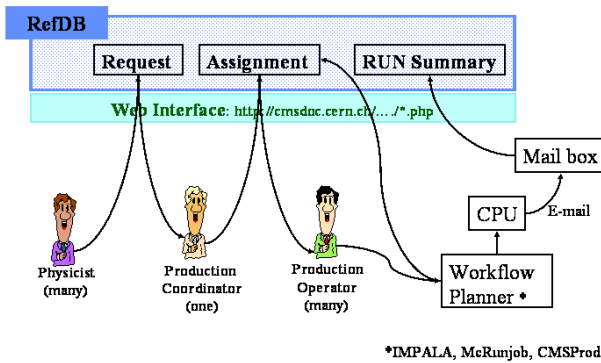 RefDB
Request
Assignment
RUN Summary
Web Interface: http://cmsdoc.cern.ch/..../*.php
Mail box
E-mail
CPU
Physicist
(many)
Production
Coordinator
(one)
Production
Operator
(many)
Workflow
Planner *
*IMPALA, McRunjob, CMSProd